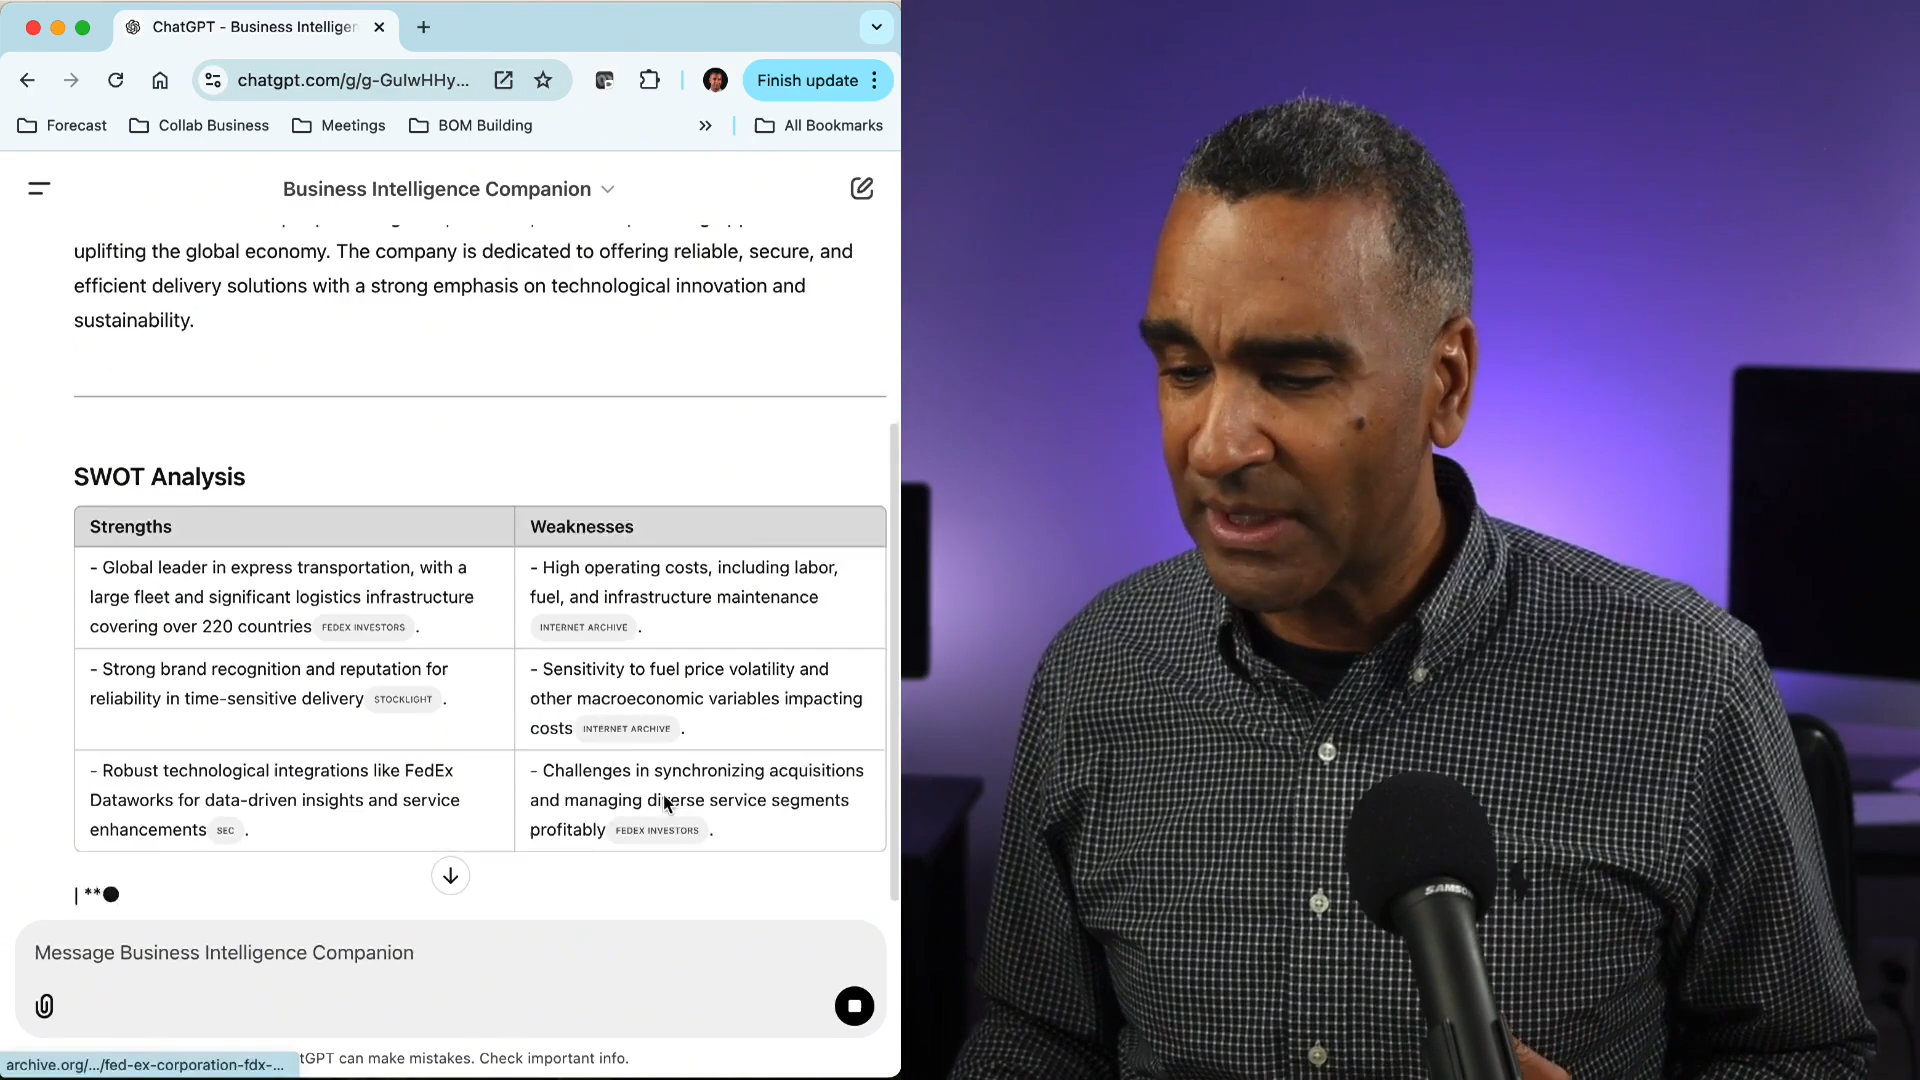 ChatGPT - Business Intelligen
chatgpt.com/g/g-GuIwHHy...
Finish update
Forecast
Collab Business
Meetings
BOM Building
All Bookmarks
Business Intelligence Companion
uplifting the global economy. The company is dedicated to offering reliable, secure, and
efficient delivery solutions with a strong emphasis on technological innovation and
sustainability.
SWOT Analysis
Strengths
Weaknesses
- Global leader in express transportation, with a
large fleet and significant logistics infrastructure
covering over 220 countries FEDEX INVESTORS .
- High operating costs, including labor,
fuel, and infrastructure maintenance
INTERNET ARCHIVE .
- Strong brand recognition and reputation for
reliability in time-sensitive delivery STOCKLIGHT .
- Sensitivity to fuel price volatility and
other macroeconomic variables impacting
costs INTERNET ARCHIVE .
- Robust technological integrations like FedEx
Dataworks for data-driven insights and service
enhancements SEC .
- Challenges in synchronizing acquisitions
and managing diverse service segments
profitably FEDEX INVESTORS .
| **
Message Business Intelligence Companion
tGPT can make mistakes. Check important info.
archive.org/.../fed-ex-corporation-fdx-...
SAMSON